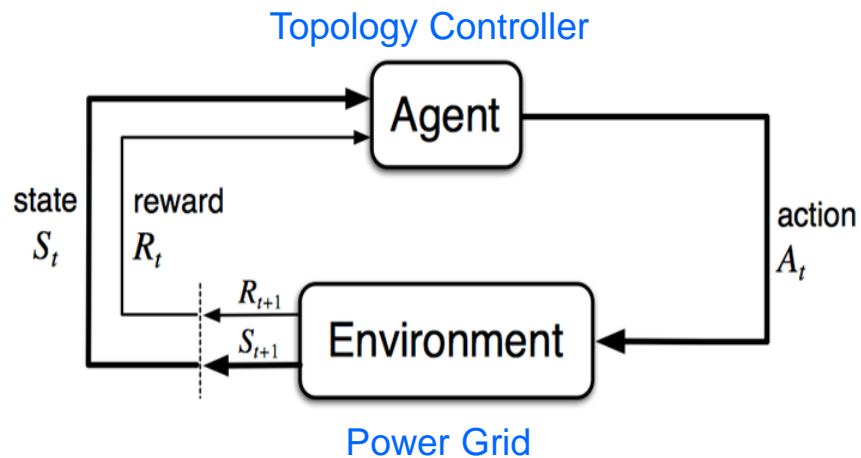 Topology Controller
Agent
state
S_t
reward
R_t
action
A_t
R_{t+1}
S_{t+1}
Environment
Power Grid